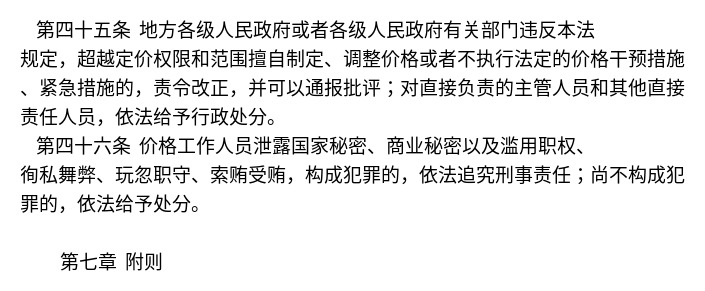 第四十五条 地方各级人民政府或者各级人民政府有关部门违反本法
规定，超越定价权限和范围擅自制定、调整价格或者不执行法定的价格干预措施
、紧急措施的，责令改正，并可以通报批评；对直接负责的主管人员和其他直接
责任人员，依法给予行政处分。
第四十六条 价格工作人员泄露国家秘密、商业秘密以及滥用职权、
徇私舞弊、玩忽职守、索贿受贿，构成犯罪的，依法追究刑事责任；尚不构成犯
罪的，依法给予处分。
第七章 附则